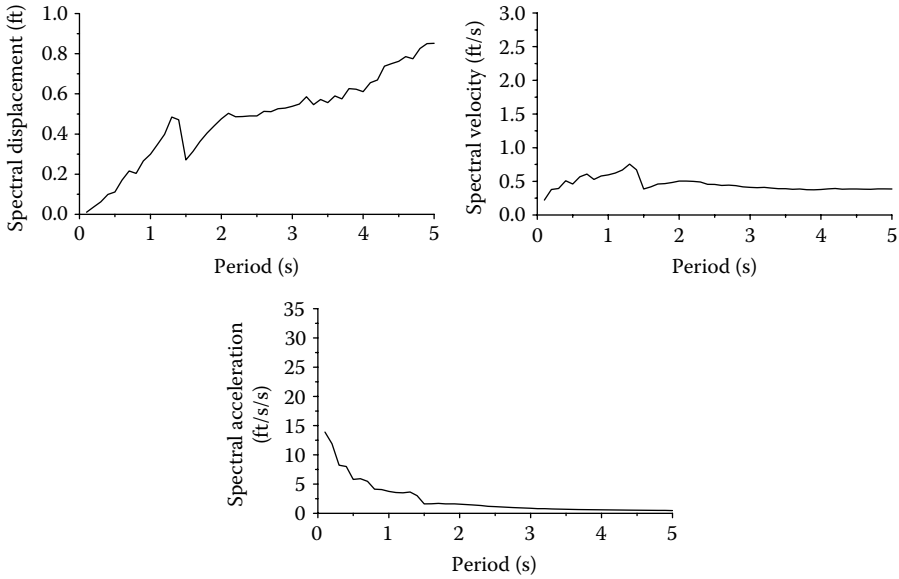 Spectral displacement (ft)
1.0
0.8
0.6
0.4
0.2
0.0
0 1 2 3 4 5
Period (s)
Spectral velocity (ft/s)
3.0
2.5
2.0
1.5
1.0
0.5
0.0
0 1 2 3 4 5
Period (s)
Spectral acceleration
(ft/s/s)
35
30
25
20
15
10
5
0
0 1 2 3 4 5
Period (s)